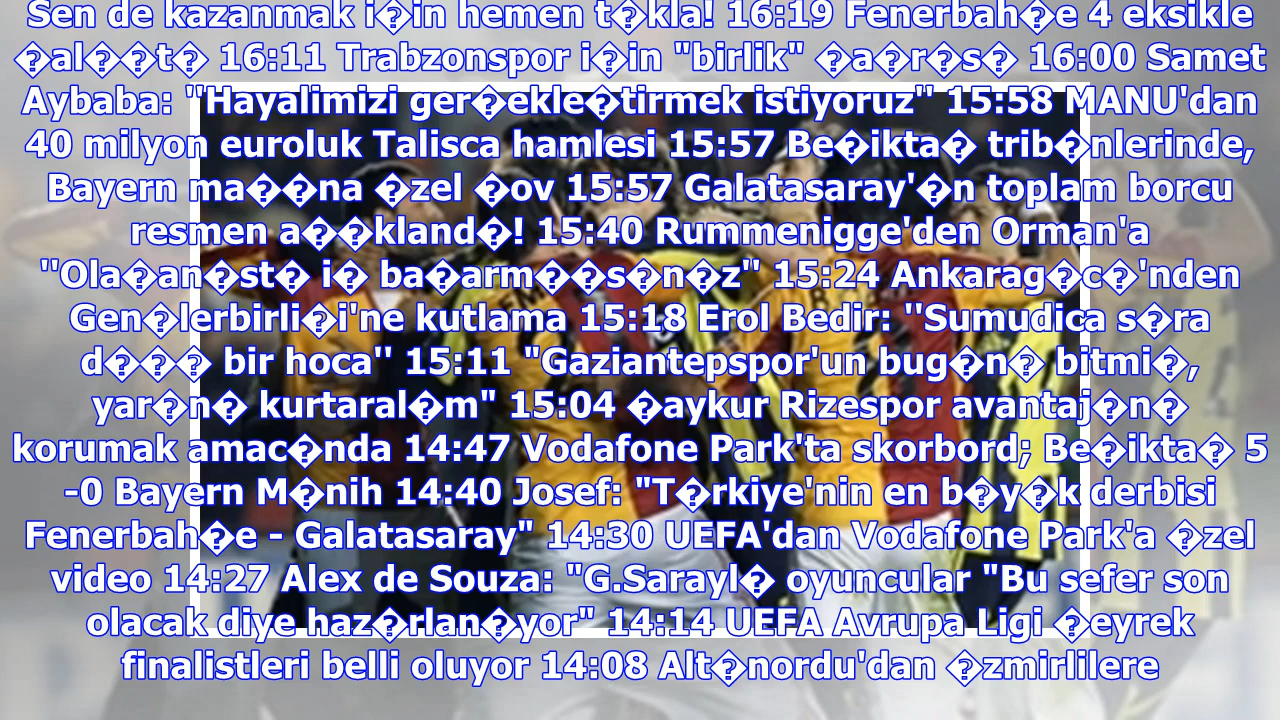 Sen de kazanmak i�in hemen t�kla! 16:19 Fenerbah�e 4 eksikle
�al��t� 16:11 Trabzonspor i�in "birlik" �a�r�s� 16:00 Samet
Aybaba: ''Hayalimizi ger�ekle�tirmek istiyoruz'' 15:58 MANU'dan
40 milyon euroluk Talisca hamlesi 15:57 Be�ikta� trib�nlerinde,
Bayern ma��na �zel �ov 15:57 Galatasaray'�n toplam borcu
resmen a��kland�! 15:40 Rummenigge'den Orman'a
''Ola�an�st� i� ba�arm��s�n�z'' 15:24 Ankarag�c�'nden
Gen�lerbirli�i'ne kutlama 15:18 Erol Bedir: ''Sumudica s�ra
d��� bir hoca'' 15:11 "Gaziantepspor'un bug�n� bitmi�,
yar�n� kurtaral�m" 15:04 �aykur Rizespor avantaj�n�
korumak amac�nda 14:47 Vodafone Park'ta skorbord; Be�ikta� 5
-0 Bayern M�nih 14:40 Josef: "T�rkiye'nin en b�y�k derbisi
Fenerbah�e - Galatasaray" 14:30 UEFA'dan Vodafone Park'a �zel
video 14:27 Alex de Souza: "G.Sarayl� oyuncular "Bu sefer son
olacak diye haz�rlan�yor" 14:14 UEFA Avrupa Ligi �eyrek
finalistleri belli oluyor 14:08 Alt�nordu'dan �zmirlilere